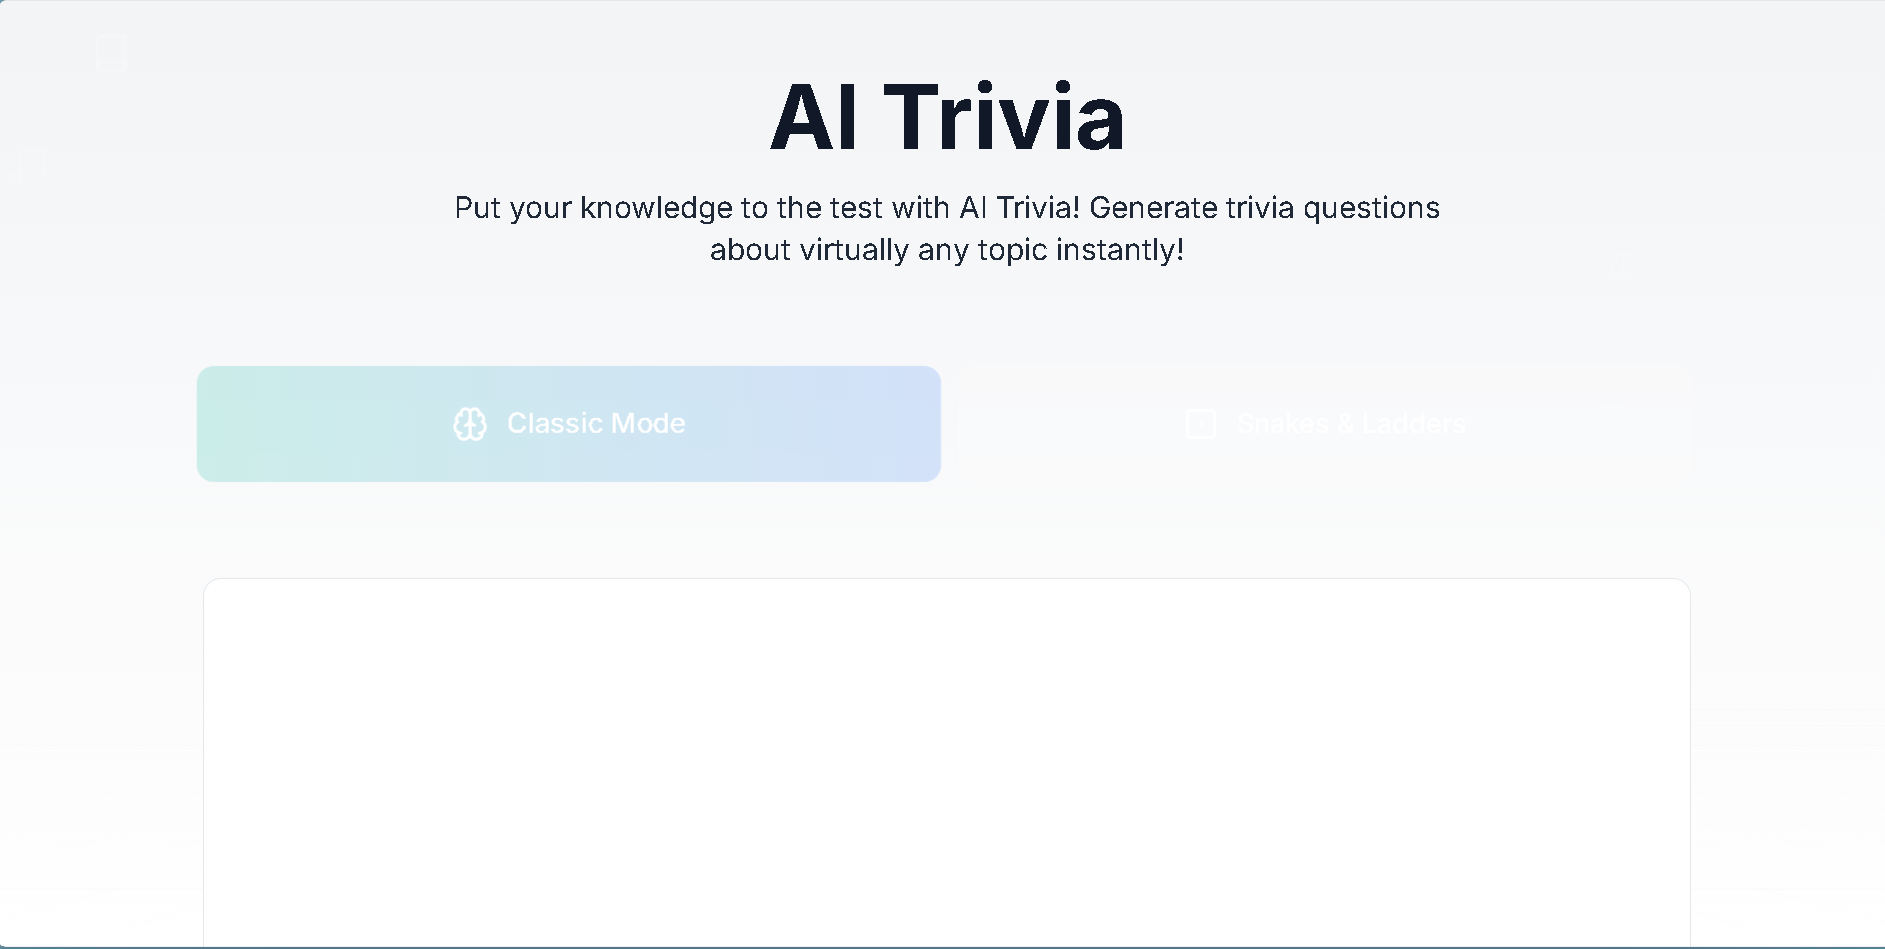 AI Trivia
Put your knowledge to the test with AI Trivia! Generate trivia questions
about virtually any topic instantly!
Classic Mode
Snakes & Ladders